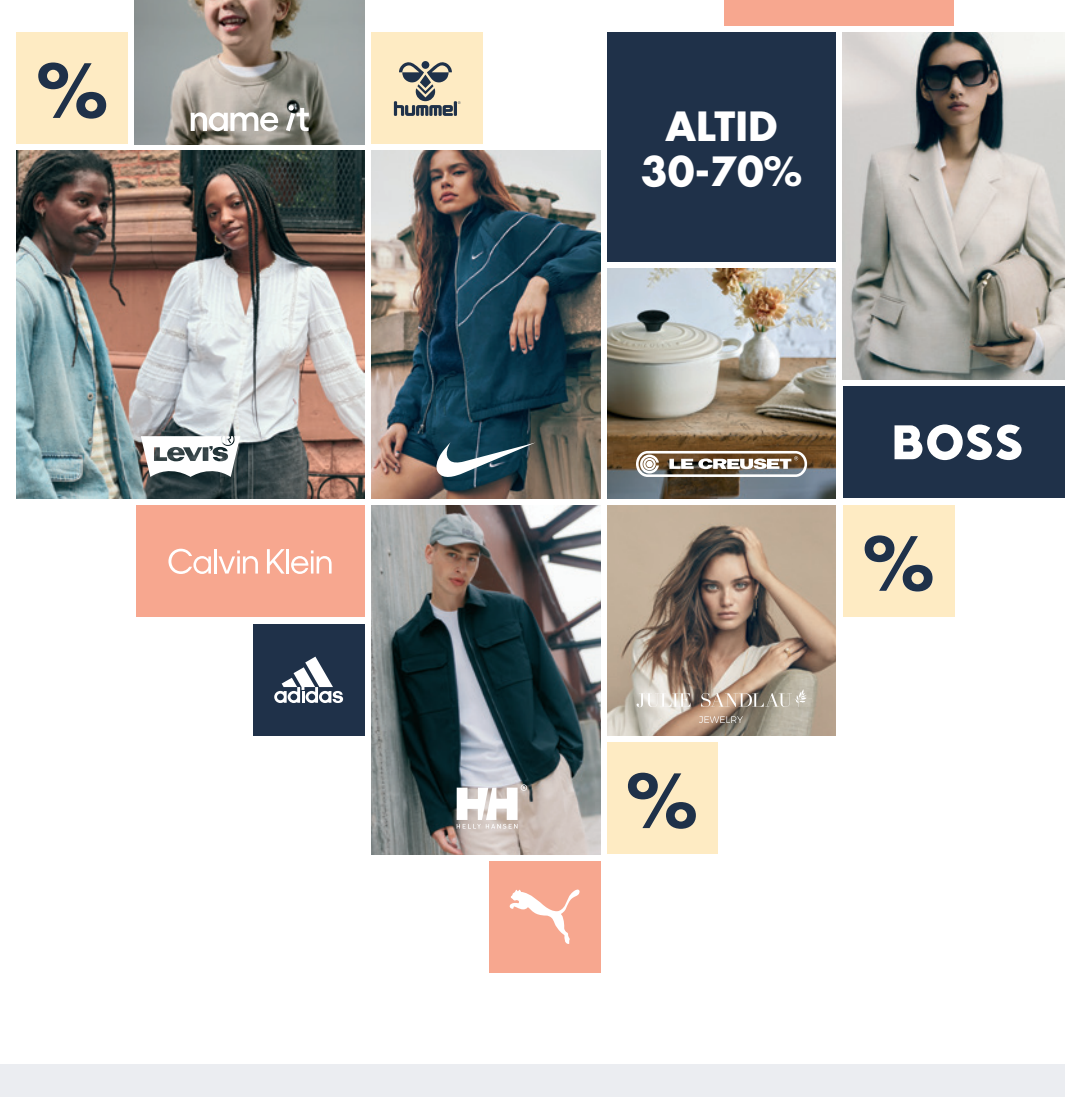 %
name it
hummel
ALTID
30-70%
LEVI'S
®
LE CREUSET
BOSS
Calvin Klein
%
adidas
JULIE SANDLAU
JEWELRY
HH®
HELLY HANSEN
%